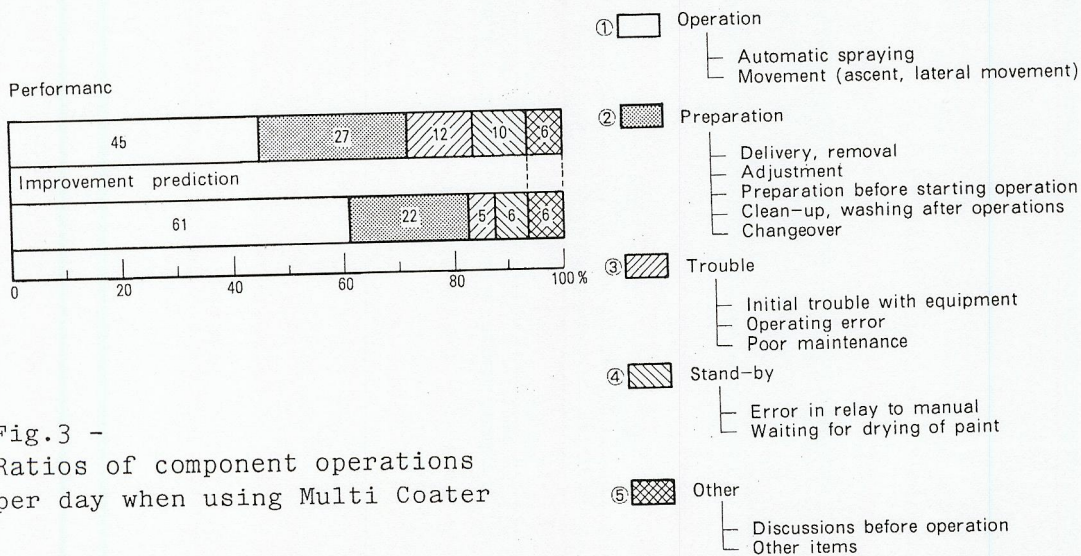 Performanc
45
27
12
10
6
Improvement prediction
61
22
5
6
6
0 20 40 60 80 100%
① Operation
Automatic spraying
Movement (ascent, lateral movement)
② Preparation
Delivery, removal
Adjustment
Preparation before starting operation
Clean-up, washing after operations
Changeover
③ Trouble
Initial trouble with equipment
Operating error
Poor maintenance
④ Stand-by
Error in relay to manual
Waiting for drying of paint
⑤ Other
Discussions before operation
Other items
Fig.3 -
Ratios of component operations
per day when using Multi Coater